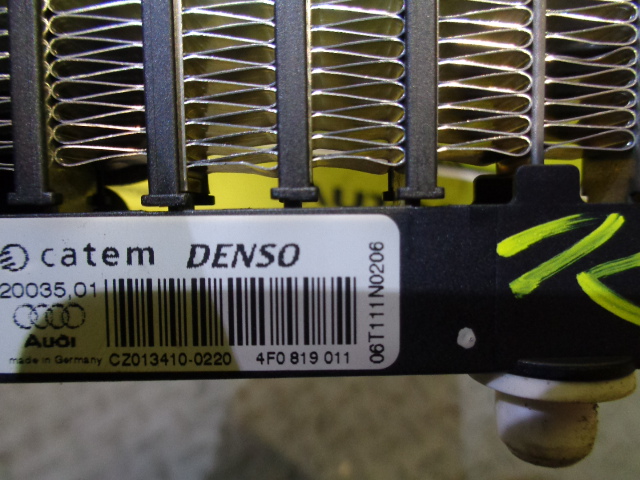 catem DENSO
20035.01
Audi
made in Germany CZ013410-0220 4F0 819 011
06T111N0206